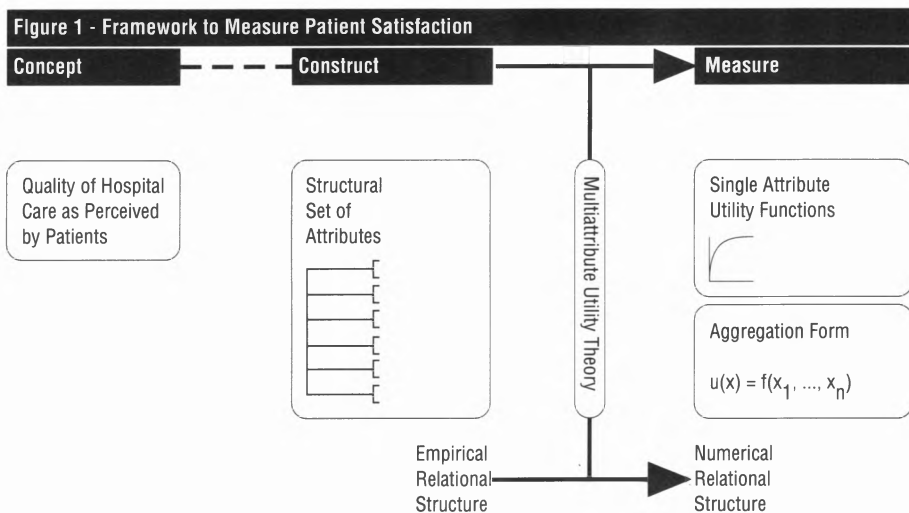 Figure 1 - Framework to Measure Patient Satisfaction
Concept
Construct
Measure
Quality of Hospital
Care as Perceived
by Patients
Structural
Set of
Attributes
Multiattribute Utility Theory
Single Attribute
Utility Functions
Aggregation Form
u(x) = f(x₁, ..., xₙ)
Empirical
Relational
Structure
Numerical
Relational
Structure